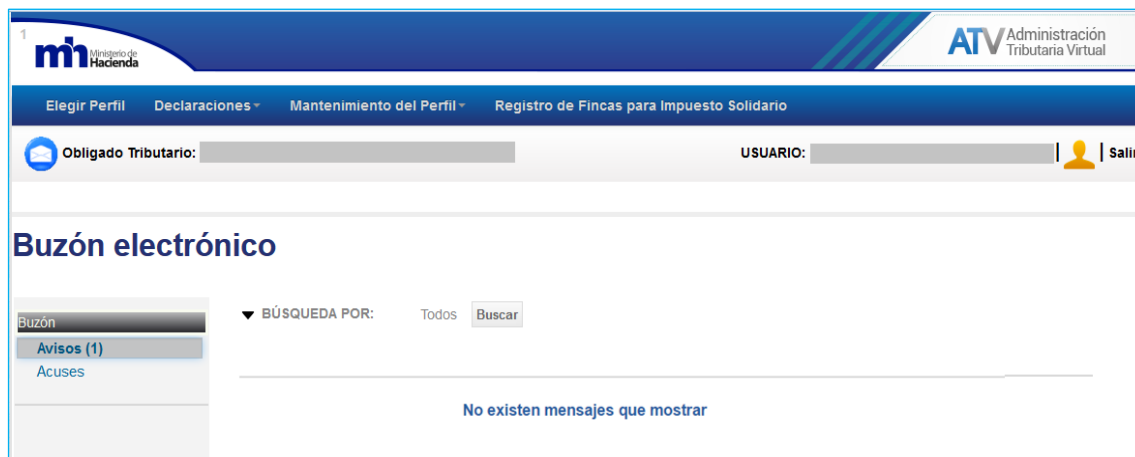 1
mh Ministerio de Hacienda
ATV Administración Tributaria Virtual
Elegir Perfil Declaraciones Mantenimiento del Perfil Registro de Fincas para Impuesto Solidario
Obligado Tributario: USUARIO: | | Salir
Buzón electrónico
BÚSQUEDA POR: Todos Buscar
Buzón
Avisos (1)
Acuses
No existen mensajes que mostrar